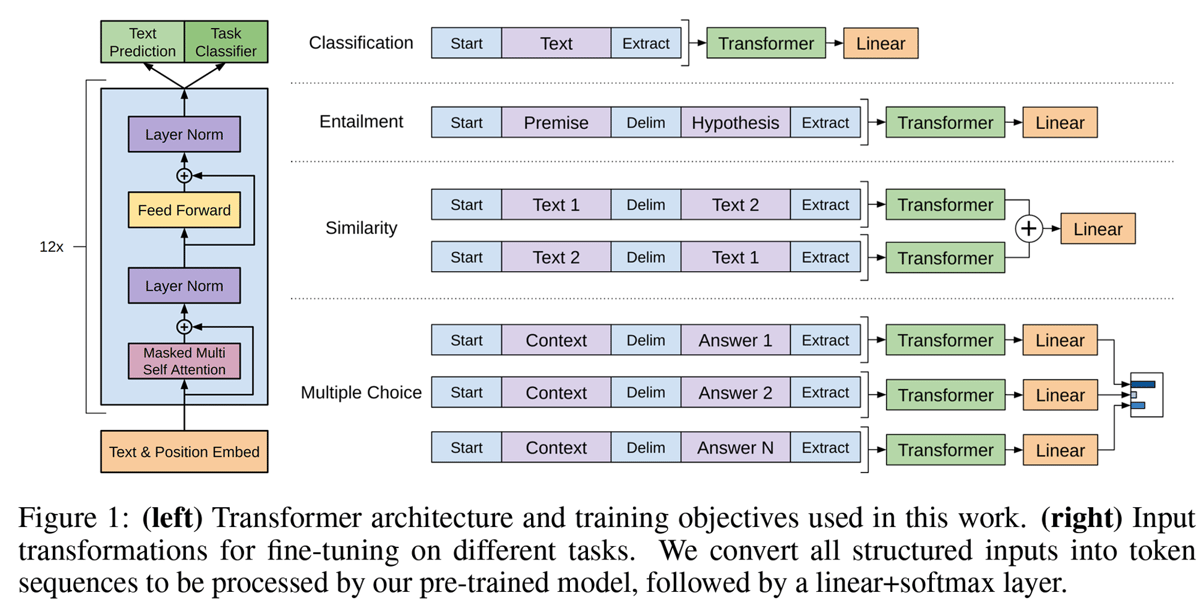 Text
Prediction
Task
Classifier
12x
Layer Norm
+
Feed Forward
Layer Norm
+
Masked Multi
Self Attention
Text & Position Embed
Classification
Start Text Extract Transformer Linear
Entailment
Start Premise Delim Hypothesis Extract Transformer Linear
Similarity
Start Text 1 Delim Text 2 Extract Transformer
+ Linear
Start Text 2 Delim Text 1 Extract Transformer
Multiple Choice
Start Context Delim Answer 1 Extract Transformer Linear
Start Context Delim Answer 2 Extract Transformer Linear
Start Context Delim Answer N Extract Transformer Linear
Figure 1: (left) Transformer architecture and training objectives used in this work. (right) Input
transformations for fine-tuning on different tasks. We convert all structured inputs into token
sequences to be processed by our pre-trained model, followed by a linear+softmax layer.